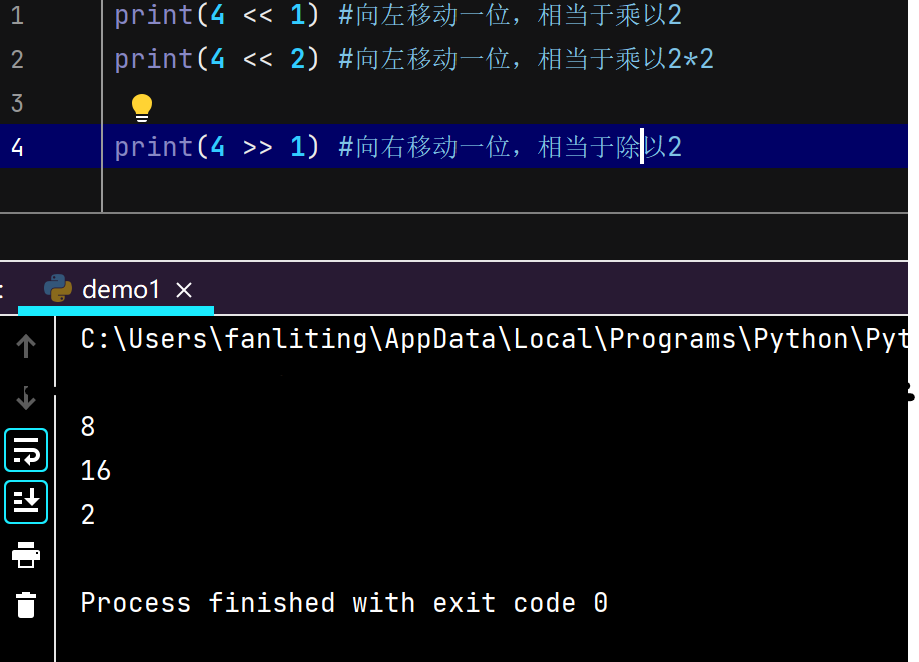 1 print(4 << 1) #向左移动一位，相当于乘以2
2 print(4 << 2) #向左移动一位，相当于乘以2*2
3
4 print(4 >> 1) #向右移动一位，相当于除以2
: demo1 ×
C:\Users\fanliting\AppData\Local\Programs\Python\Pyt
8
16
2
Process finished with exit code 0